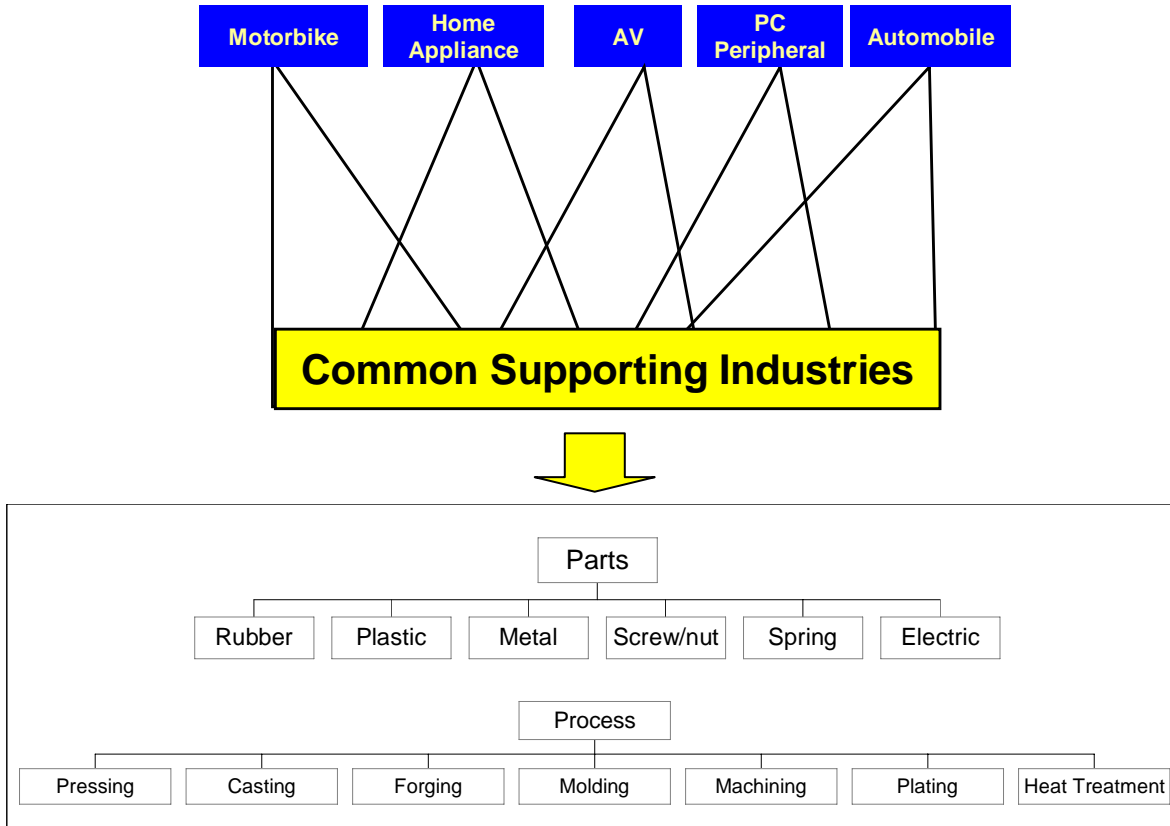 Motorbike
Home
Appliance
AV
PC
Peripheral
Automobile
Common Supporting Industries
Parts
Rubber
Plastic
Metal
Screw/nut
Spring
Electric
Process
Pressing
Casting
Forging
Molding
Machining
Plating
Heat Treatment